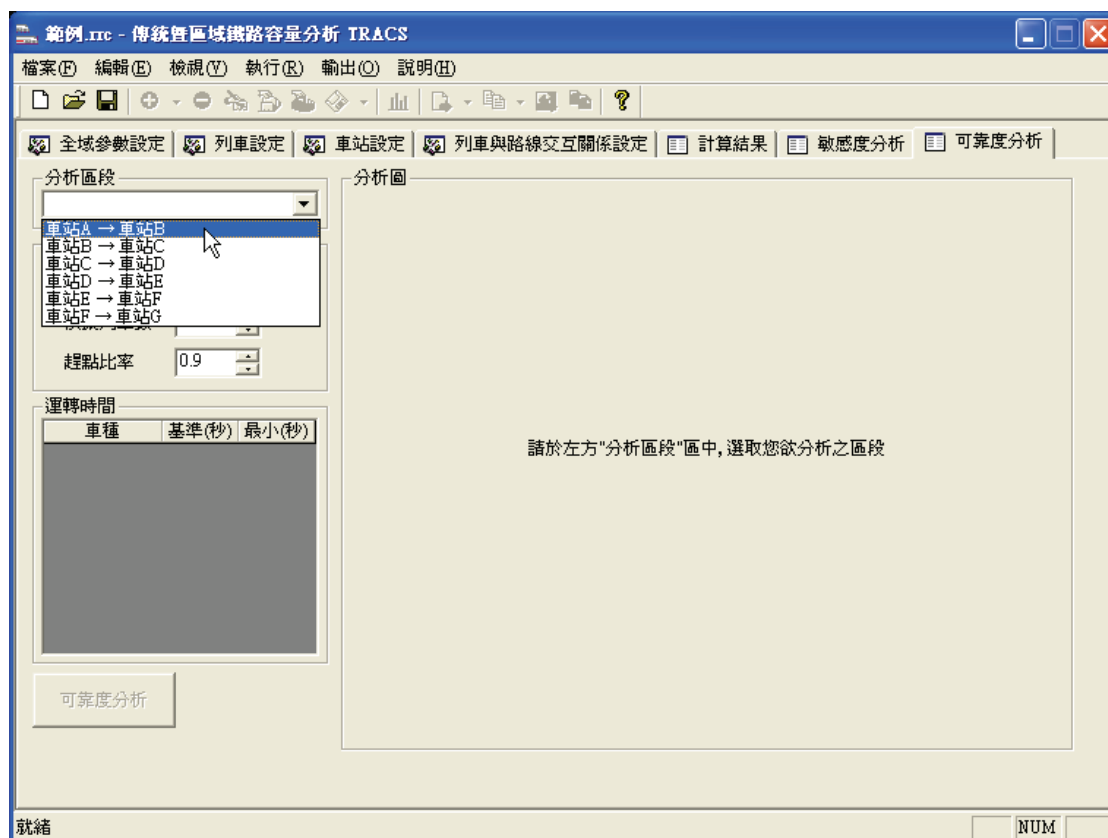 範例.rrc - 傳統暨區域鐵路容量分析 TRACS
檔案(F) 編輯(E) 檢視(V) 執行(R) 輸出(O) 說明(H)
全域參數設定 列車設定 車站設定 列車與路線交互關係設定 計算結果 敏感度分析 可靠度分析
分析區段
分析圖
車站A → 車站B
車站B → 車站C
車站C → 車站D
車站D → 車站E
車站E → 車站F
車站F → 車站G
趕點比率 0.9
運轉時間
車種 基準(秒) 最小(秒)
請於左方"分析區段"區中,選取您欲分析之區段
可靠度分析
就緒 NUM